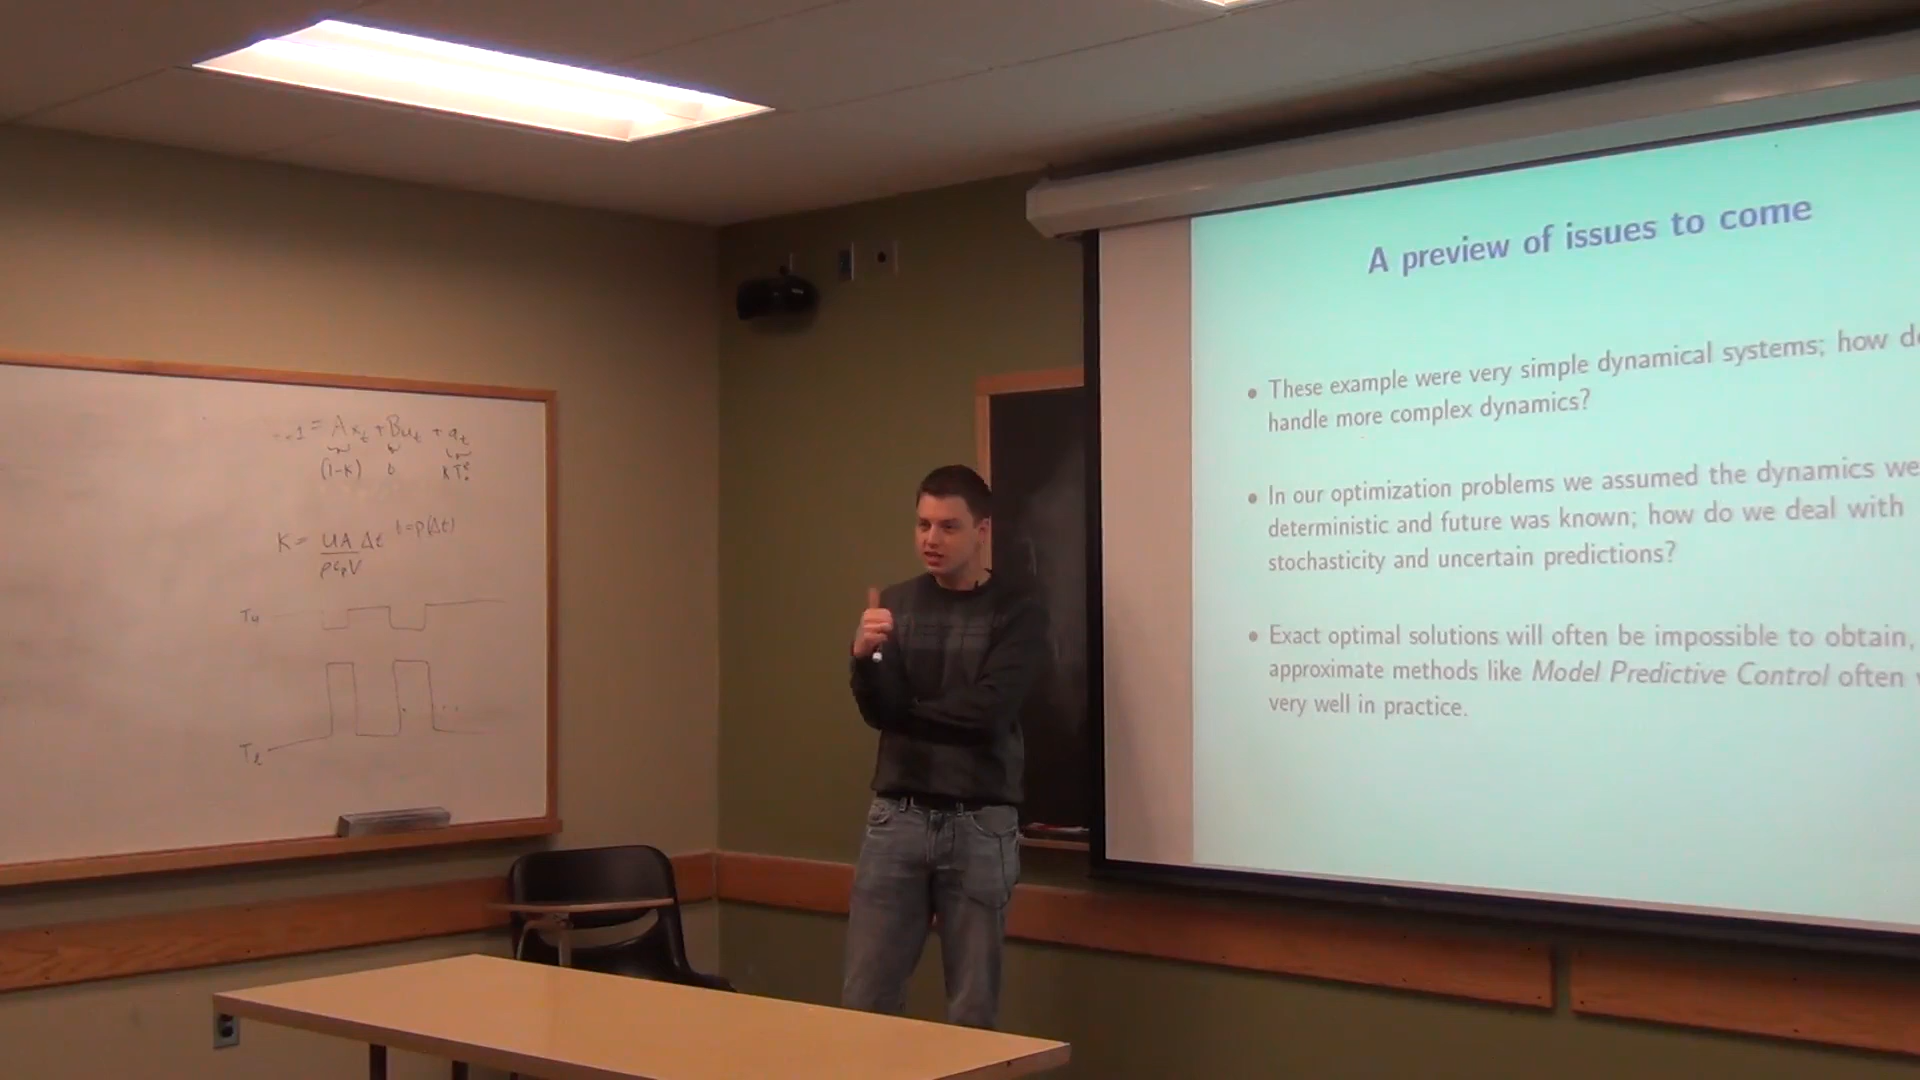 = Ax_t + Bu_t + a_t
(1-K)
K = UA Δt
ρc_pV
A preview of issues to come
• These example were very simple dynamical systems; how
handle more complex dynamics?
• In our optimization problems we assumed the dynamics
deterministic and future was known; how do we deal with
stochasticity and uncertain predictions?
• Exact optimal solutions will often be impossible to obtain,
approximate methods like Model Predictive Control often
very well in practice.